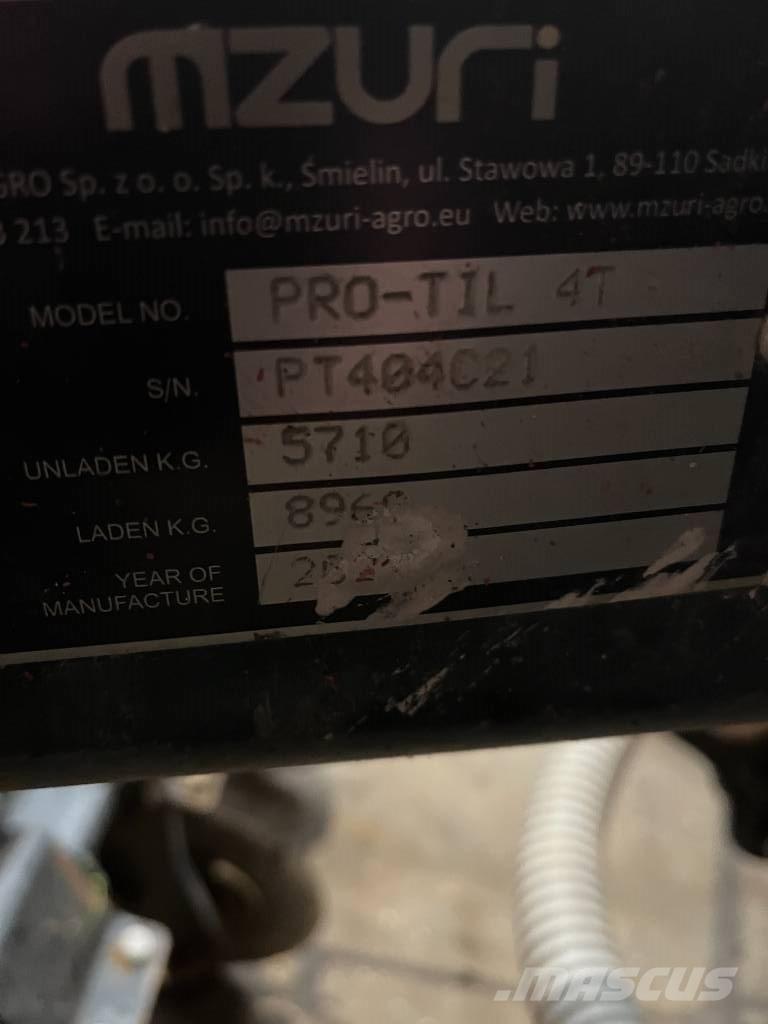 mzuri
GRO Sp. z o. o. Sp. k., Śmielin, ul. Stawowa 1, 89-110 Sadki
213 E-mail: info@mzuri-agro.eu Web: www.mzuri-agro.
MODEL NO. PRO-TIL 4T
S/N. PT404C21
UNLADEN K.G. 5710
LADEN K.G.
YEAR OF
MANUFACTURE
.MASCUS